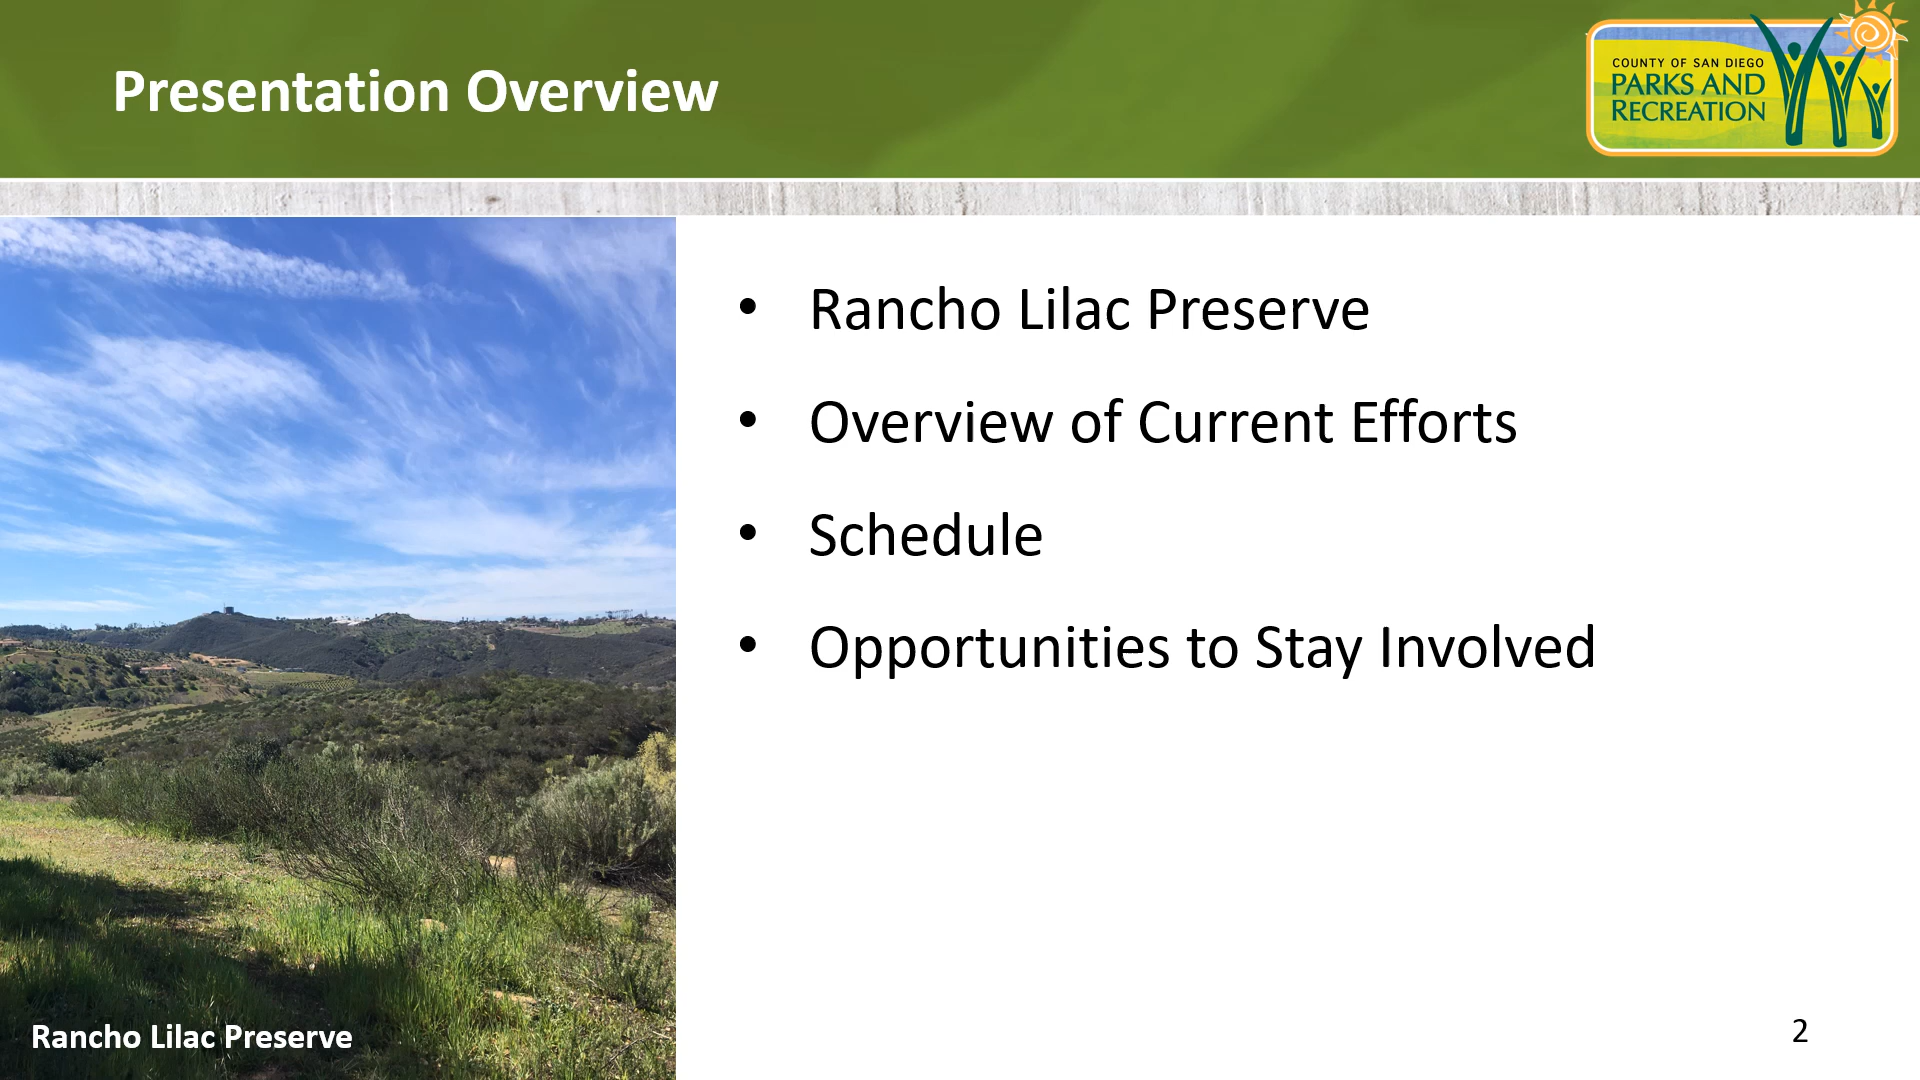 Presentation Overview
COUNTY OF SAN DIEGO
PARKS AND
RECREATION
• Rancho Lilac Preserve
• Overview of Current Efforts
• Schedule
• Opportunities to Stay Involved
Rancho Lilac Preserve
2